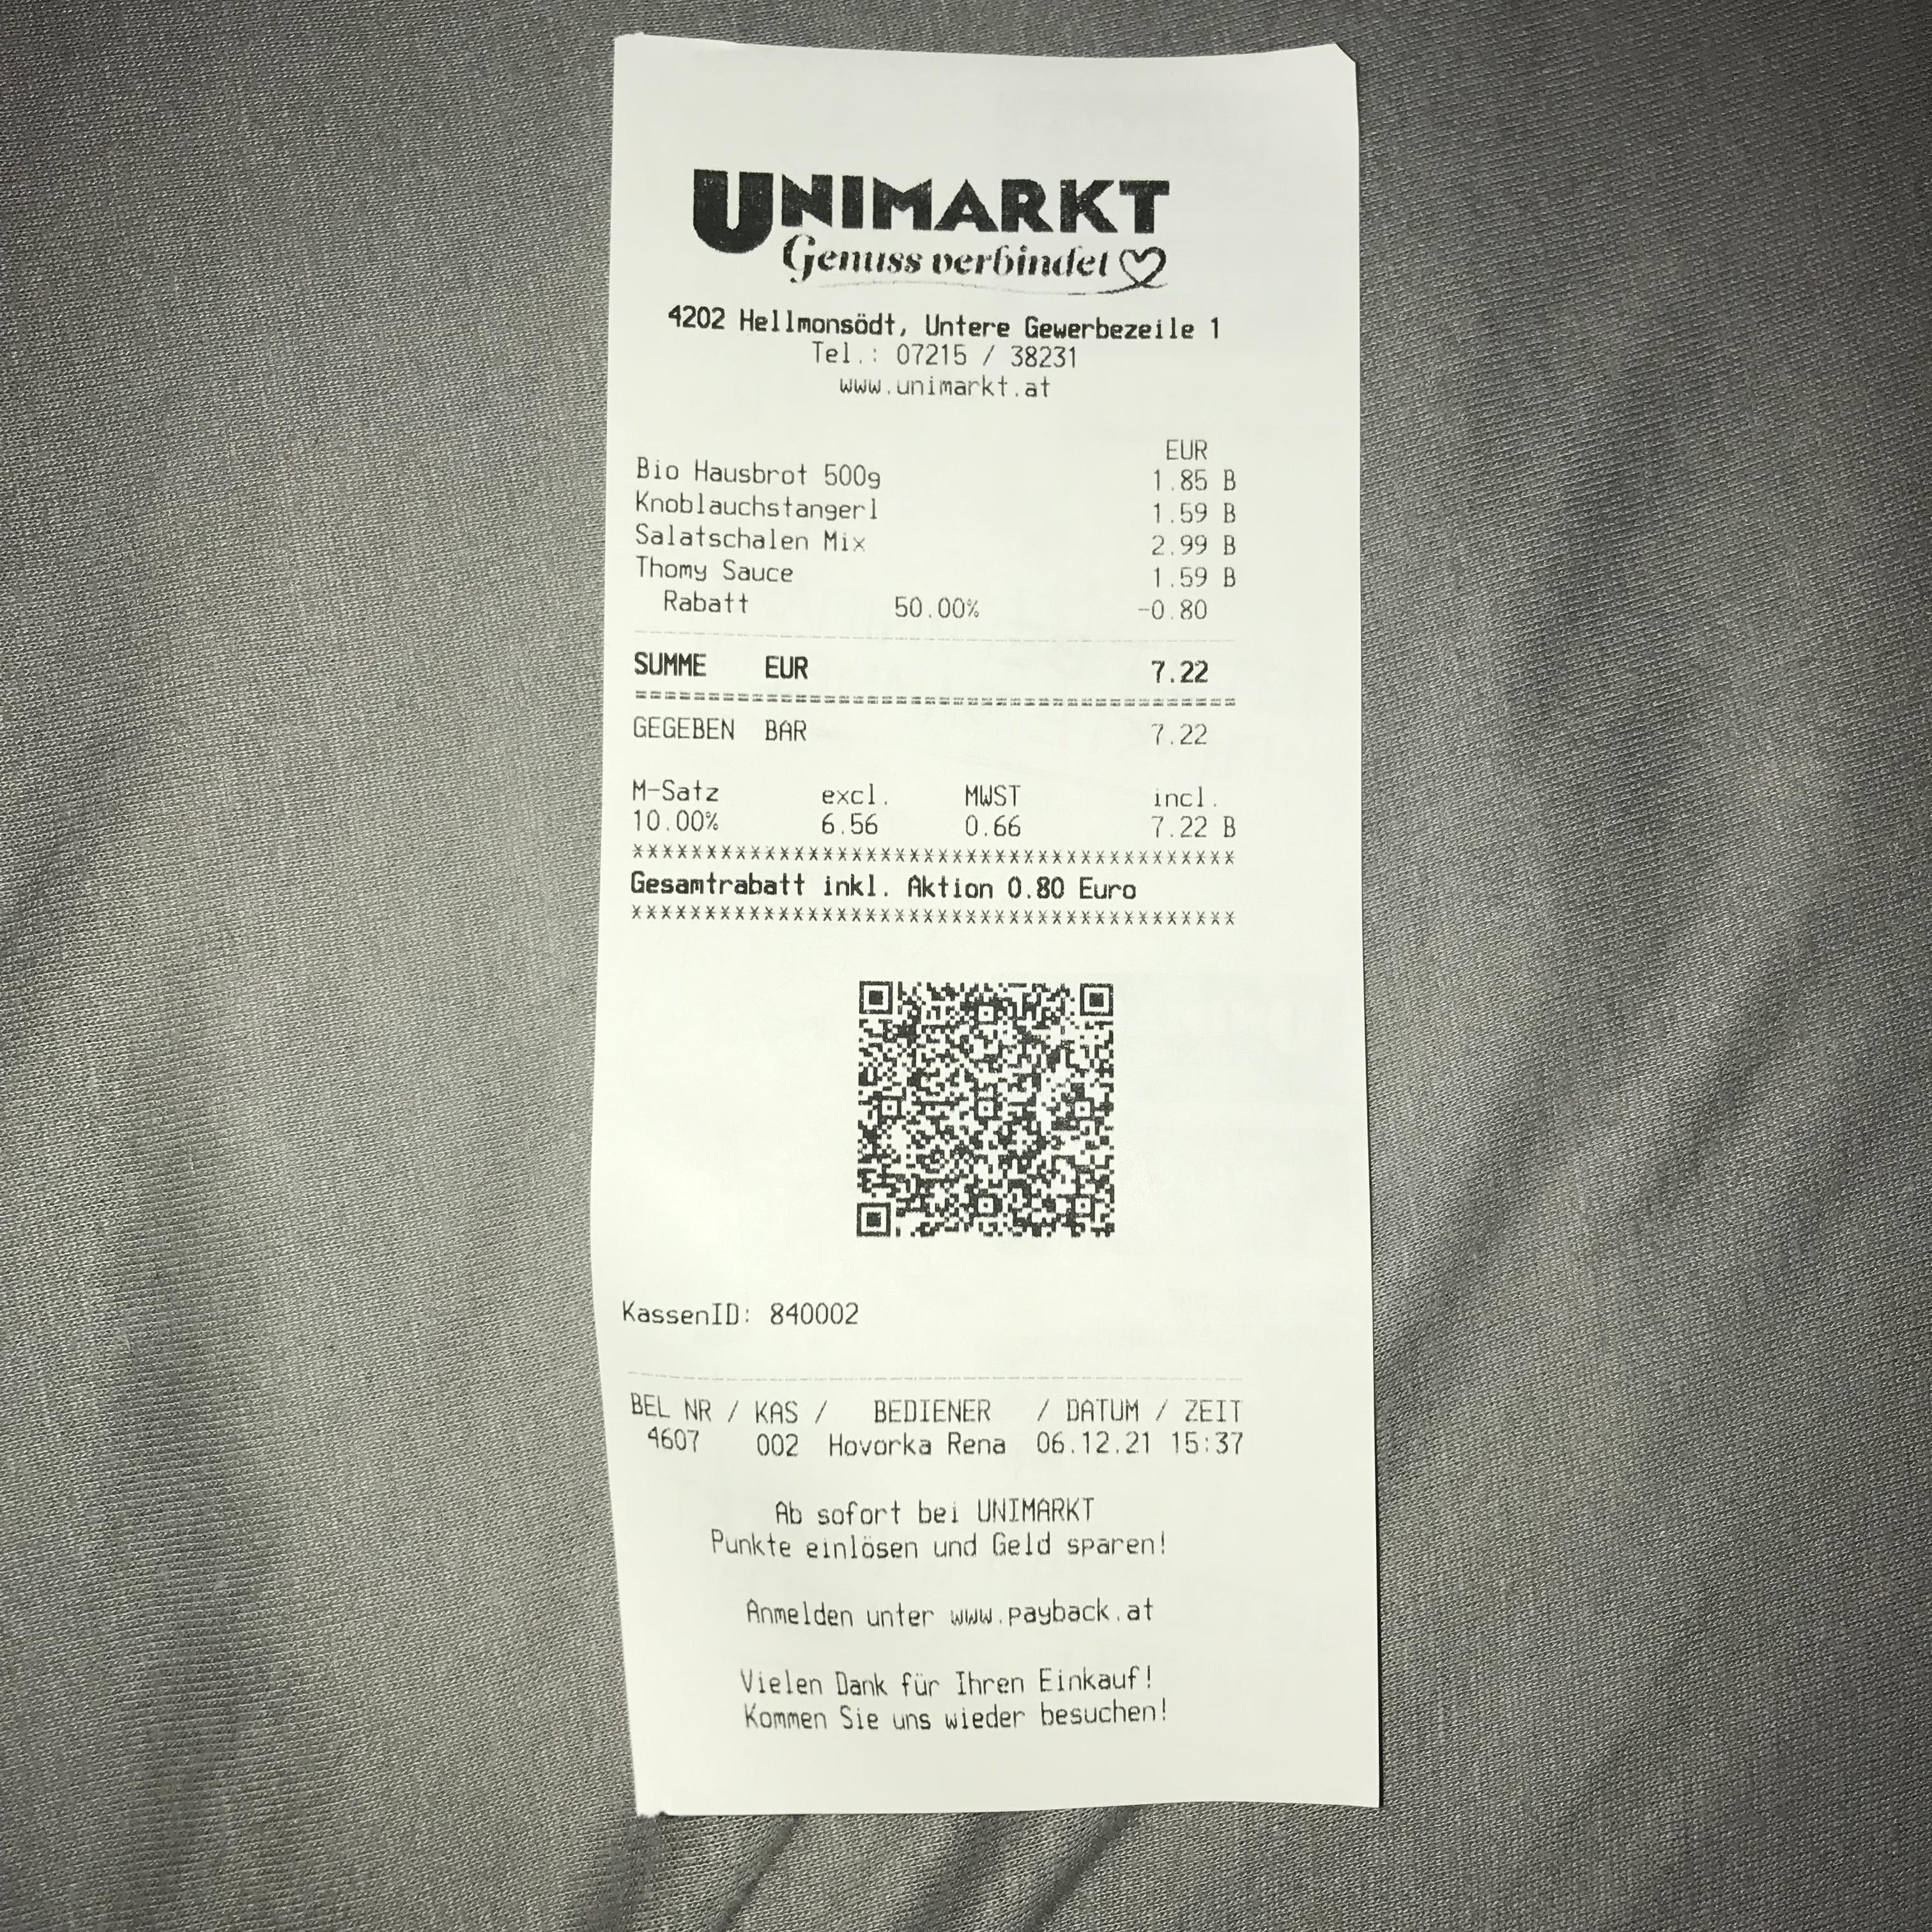 UNIMARKT
Genuss verbindet
4202 Hellmonsödt, Untere Gewerbezeile 1
Tel.: 07215 / 38231
www.unimarkt.at
EUR
Bio Hausbrot 500g 1.85 B
Knoblauchstangerl 1.59 B
Salatschalen Mix 2.99 B
Thomy Sauce 1.59 B
Rabatt 50.00% -0.80
SUMME EUR 7.22
GEGEBEN BAR 7.22
M-Satz excl. MWST incl.
10.00% 6.56 0.66 7.22 B
******************************************
Gesamtrabatt inkl. Aktion 0.80 Euro
******************************************
KassenID: 840002
BEL NR / KAS / BEDIENER / DATUM / ZEIT
4607 002 Hovorka Rena 06.12.21 15:37
Ab sofort bei UNIMARKT
Punkte einlösen und Geld sparen!
Anmelden unter www.payback.at
Vielen Dank für Ihren Einkauf!
Kommen Sie uns wieder besuchen!